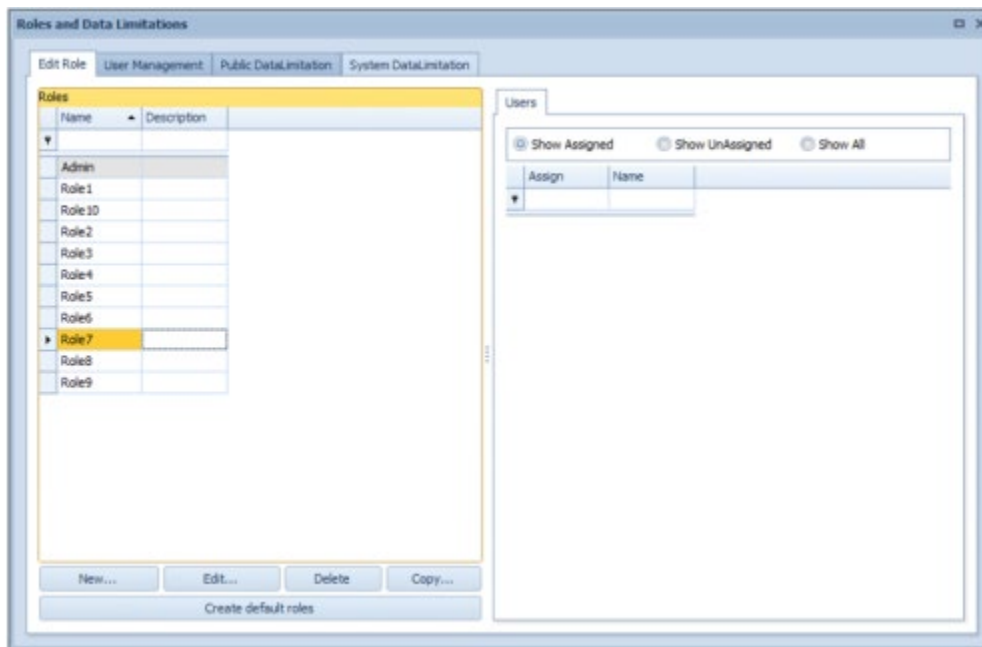 Roles and Data Limitations
Edit Role User Management Public DataLimitation System DataLimitation
Roles
Name Description
Admin
Role1
Role10
Role2
Role3
Role4
Role5
Role6
Role7
Role8
Role9
New... Edit... Delete Copy...
Create default roles
Users
Show Assigned Show UnAssigned Show All
Assign Name